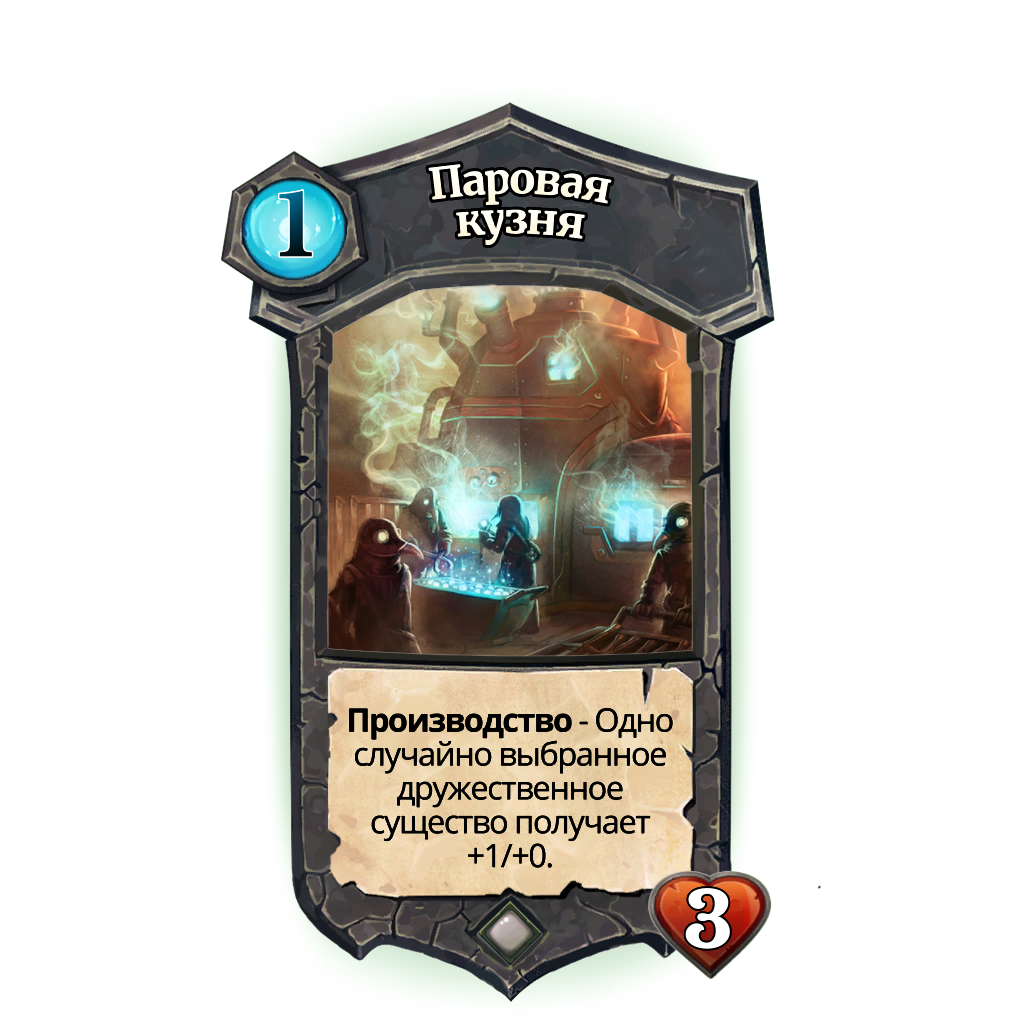 1
Паровая
кузня
Производство - Одно
случайно выбранное
дружественное
существо получает
+1/+0.
3